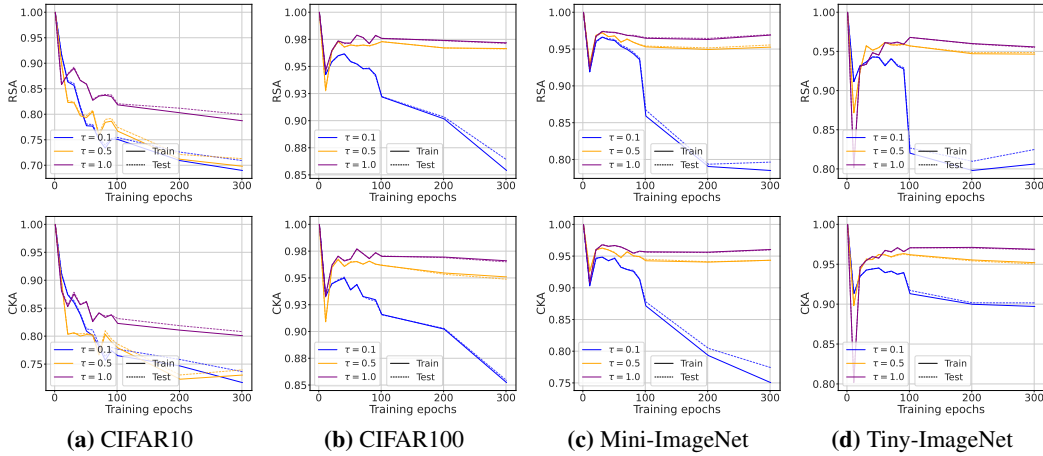 1.00
0.95
0.90
0.85
0.80
0.75
0.70
RSA
τ = 0.1
τ = 0.5
τ = 1.0
Train
Test
0 100 200 300
Training epochs
1.00
0.98
0.95
0.93
0.90
0.88
0.85
RSA
τ = 0.1
τ = 0.5
τ = 1.0
Train
Test
0 100 200 300
Training epochs
1.00
0.95
0.90
0.85
0.80
RSA
τ = 0.1
τ = 0.5
τ = 1.0
Train
Test
0 100 200 300
Training epochs
1.00
0.95
0.90
0.85
0.80
RSA
τ = 0.1
τ = 0.5
τ = 1.0
Train
Test
0 100 200 300
Training epochs
1.00
0.95
0.90
0.85
0.80
0.75
CKA
τ = 0.1
τ = 0.5
τ = 1.0
Train
Test
0 100 200 300
Training epochs
1.00
0.98
0.95
0.93
0.90
0.88
0.85
CKA
τ = 0.1
τ = 0.5
τ = 1.0
Train
Test
0 100 200 300
Training epochs
1.00
0.95
0.90
0.85
0.80
0.75
CKA
τ = 0.1
τ = 0.5
τ = 1.0
Train
Test
0 100 200 300
Training epochs
1.00
0.95
0.90
0.85
0.80
CKA
τ = 0.1
τ = 0.5
τ = 1.0
Train
Test
0 100 200 300
Training epochs
(a) CIFAR10
(b) CIFAR100
(c) Mini-ImageNet
(d) Tiny-ImageNet